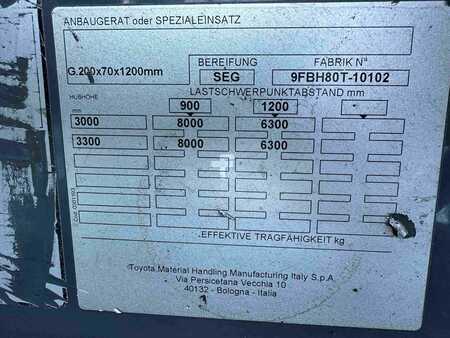 ANBAUGERÄT oder SPEZIALEINSATZ
G.200x70x1200mm
BEREIFUNG
SEG
FABRIK N°
9FBH80T-10102
HUBHÖHE mm
LASTSCHWERPUNKTABSTAND mm
900 1200
3000 8000 6300
3300 8000 6300
EFFEKTIVE TRAGFÄHIGKEIT kg
Toyota Material Handling Manufacturing Italy S.p.A.
Via Persicetana Vecchia 10
40132 - Bologna - Italia